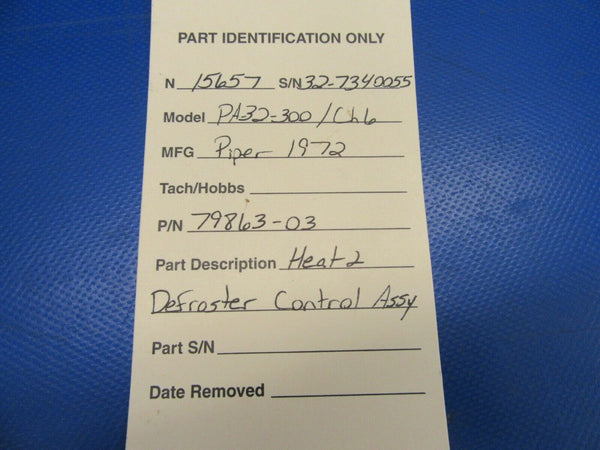 PART IDENTIFICATION ONLY
N 15657 S/N 32-7340055
Model PA32-300/Ch6
MFG Piper 1972
Tach/Hobbs
P/N 79863-03
Part Description Heat 2
Defroster Control Assy
Part S/N
Date Removed